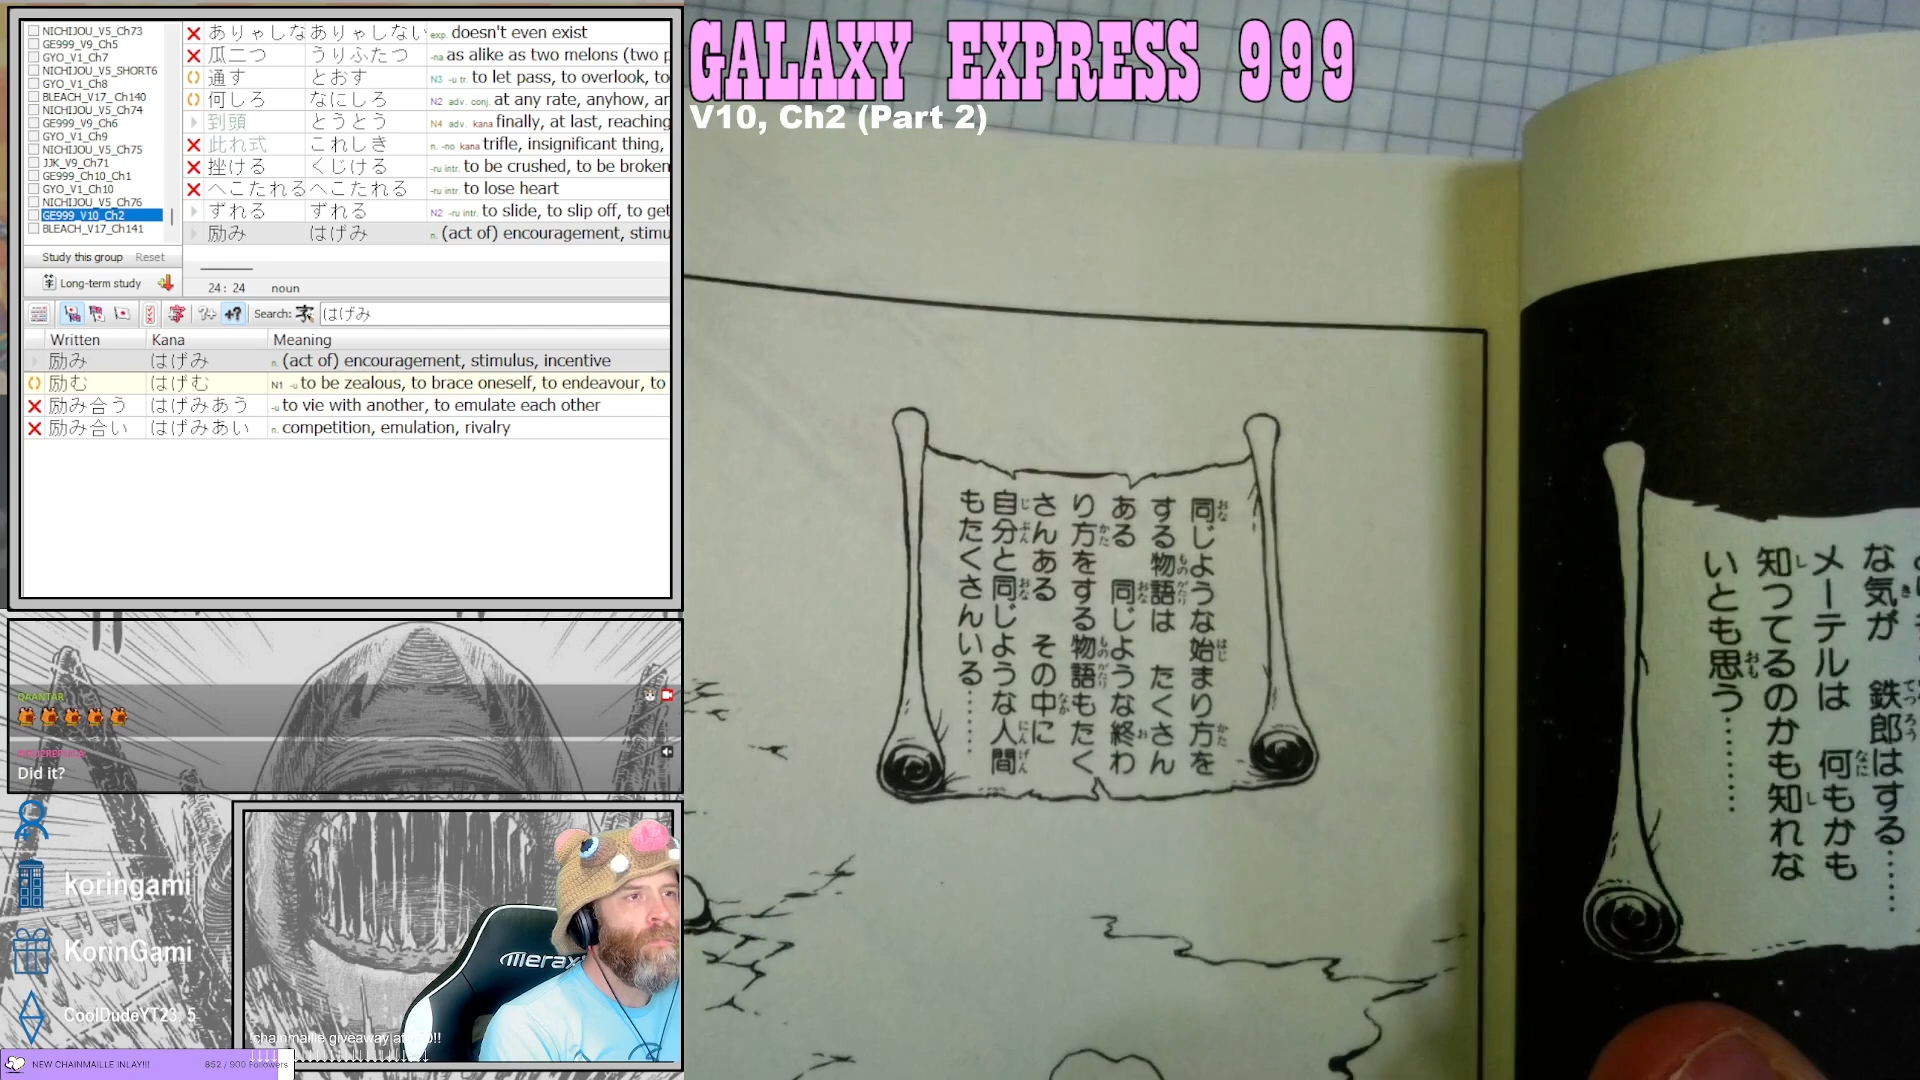 NICHIJOU_V5_Ch73
GE999_V9_Ch5
GYO_V1_Ch7
NICHIJOU_V5_SHORT6
GYO_V1_Ch8
BLEACH_V17_Ch140
NICHIJOU_V5_Ch74
GE999_V9_Ch6
GYO_V1_Ch9
NICHIJOU_V5_Ch75
JJK_V9_Ch71
GE999_Ch10_Ch1
GYO_V1_Ch10
NICHIJOU_V5_Ch76
GE999_V10_Ch2
BLEACH_V17_Ch141
Study this group Reset
Long-term study
ありゃしな ありゃしない exp. doesn't even exist
瓜二つ うりふたつ -na as alike as two melons (two p
通す とおす N3 -u tr. to let pass, to overlook, to
何しろ なにしろ N2 adv. conj. at any rate, anyhow, ar
到頭 とうとう N4 adv. kana finally, at last, reaching
此れ式 これしき n. -no kana trifle, insignificant thing,
挫ける くじける -ru intr. to be crushed, to be broken
へこたれる へこたれる -ru intr. to lose heart
ずれる ずれる N2 -ru intr. to slide, to slip off, to get
励み はげみ n. (act of) encouragement, stimu
24: 24 noun
Search: はげみ
Written Kana Meaning
励み はげみ n. (act of) encouragement, stimulus, incentive
励む はげむ N1 -u to be zealous, to brace oneself, to endeavour, to
励み合う はげみあう -u to vie with another, to emulate each other
励み合い はげみあい n. competition, emulation, rivalry
QAANTAR
Did it?
koringami
KorinGami
CoolDudeYT23 5
meraX
!chainmaille giveaway at
NEW CHAINMAILLE INLAY!!! 852 / 900 Followers
GALAXY EXPRESS 999
V10, Ch2 (Part 2)
な気が 鉄郎はする……
メーテルは 何もかも
知ってるのかも知れな
いとも思う………
同じような始まり方を
する物語は たくさん
ある 同じような終わ
り方をする物語もたく
さんある その中に
自分と同じような人間
もたくさんいる………